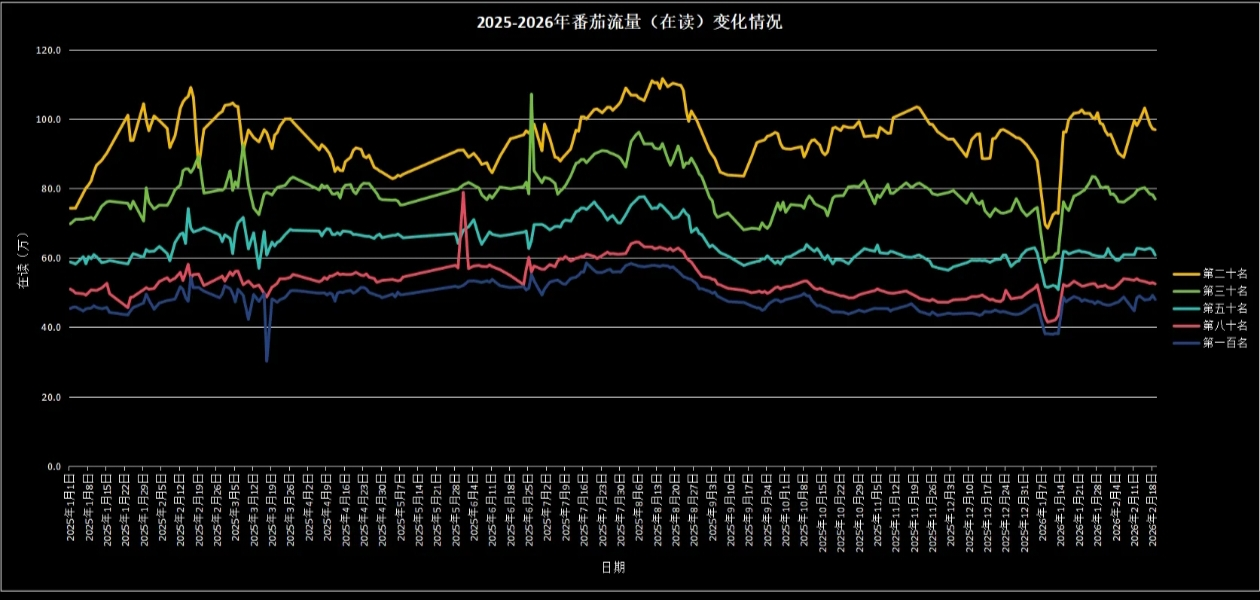 2025-2026年番茄流量（在读）变化情况
120.0
100.0
80.0
60.0
40.0
20.0
0.0
在读（万）
2025年1月1日
2025年1月8日
2025年1月15日
2025年1月22日
2025年1月29日
2025年2月5日
2025年2月12日
2025年2月19日
2025年2月26日
2025年3月5日
2025年3月12日
2025年3月19日
2025年3月26日
2025年4月2日
2025年4月9日
2025年4月16日
2025年4月23日
2025年4月30日
2025年5月7日
2025年5月14日
2025年5月21日
2025年5月28日
2025年6月4日
2025年6月11日
2025年6月18日
2025年6月25日
2025年7月2日
2025年7月9日
2025年7月16日
2025年7月23日
2025年7月30日
2025年8月6日
2025年8月13日
2025年8月20日
2025年8月27日
2025年9月3日
2025年9月10日
2025年9月17日
2025年9月24日
2025年10月1日
2025年10月8日
2025年10月15日
2025年10月22日
2025年10月29日
2025年11月5日
2025年11月12日
2025年11月19日
2025年11月26日
2025年12月3日
2025年12月10日
2025年12月17日
2025年12月24日
2025年12月31日
2026年1月7日
2026年1月14日
2026年1月21日
2026年1月28日
2026年2月4日
2026年2月11日
2026年2月18日
日期
第二十名
第三十名
第五十名
第八十名
第一百名